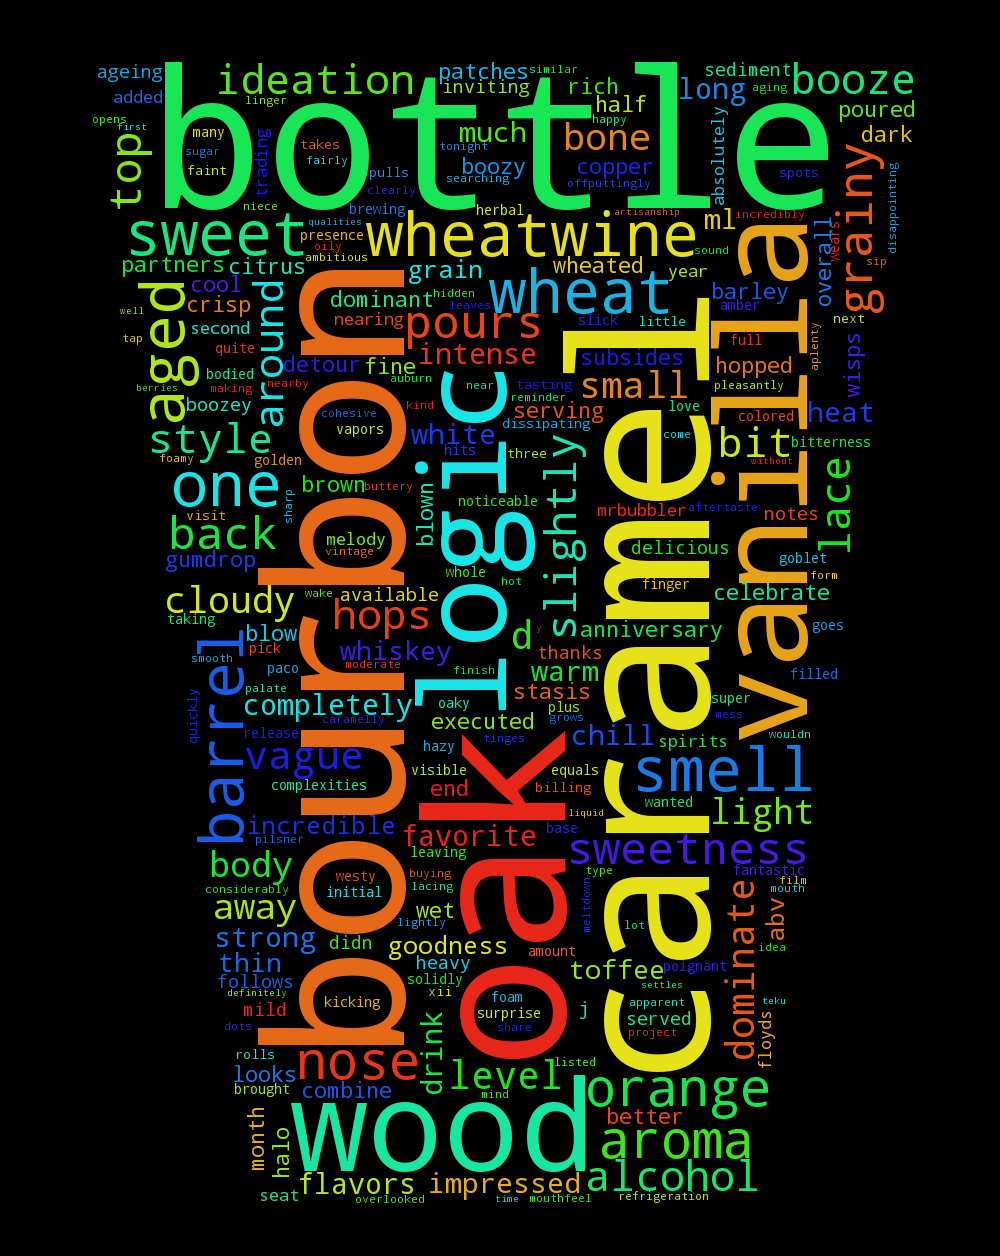 bottle
ageing
ideation
patches
similar
inviting
rich
long
sediment
aging
booze
added
linger
half
poured
opens
first
top
many
sugar
faint
trading
takes
fairly
much
tonight
boozy
searching
pulls
clearly
bone
happy
copper
offputtingly
absolutely
spots
dark
grainy
disappointing
niece
brewing
herbal
artisanship
incredibly
ml
sweet
qualities
presence
oily
ambitious
wheatwine
sound
overall
wears
sip
partners
citrus
grain
wheated
year
cool
crisp
aged
around
bourbon
dominant
hidden
leaves
wheat
barley
amber
well
tap
second
nearing
pours
slick
little
next
quite
detour
fine
intense
subsides
full
hopped
aplenty
wisps
bodied
berries
making
nearby
auburn
near
tasting
reminder
small
pleasantly
boozey
cohesive
kind
logic
serving
dissipating
love
colored
heat
style
vapors
white
hits
three
come
bit
bitterness
foamy
golden
blown
slightly
without
vanilla
caramel
one
sharp
brown
buttery
noticeable
mrbubbler
aftertaste
notes
lace
visit
back
melody
vintage
delicious
goblet
gumdrop
whole
hot
finger
form
cloudy
wake
available
celebrate
taking
hops
d
y
anniversary
goes
barrel
blow
pick
smooth
whiskey
moderate
thanks
paco
finish
warm
filled
palate
stasis
quickly
completely
oaky
plus
super
caramelly
executed
grows
mess
release
tinges
chill
spirits
wouldn
vague
hazy
oak
complexities
visible
equals
smell
end
billing
wanted
incredible
liquid
light
pilsner
favorite
base
body
leaving
sweetness
westy
buying
type
fantastic
film
considerably
initial
lacing
meltdown
mouth
away
wet
lightly
lot
dominate
abv
strong
didn
goodness
amount
idea
thin
heavy
toffee
poignant
follows
solidly
settles
definitely
xii
kicking
foam
apparent
teku
mild
surprise
j
served
dots
share
project
floyds
rolls
nose
drink
listed
looks
level
brought
combine
mind
orange
wood
better
month
halo
aroma
flavors
impressed
alcohol
seat
overlooked
time
mouthfeel
refrigeration